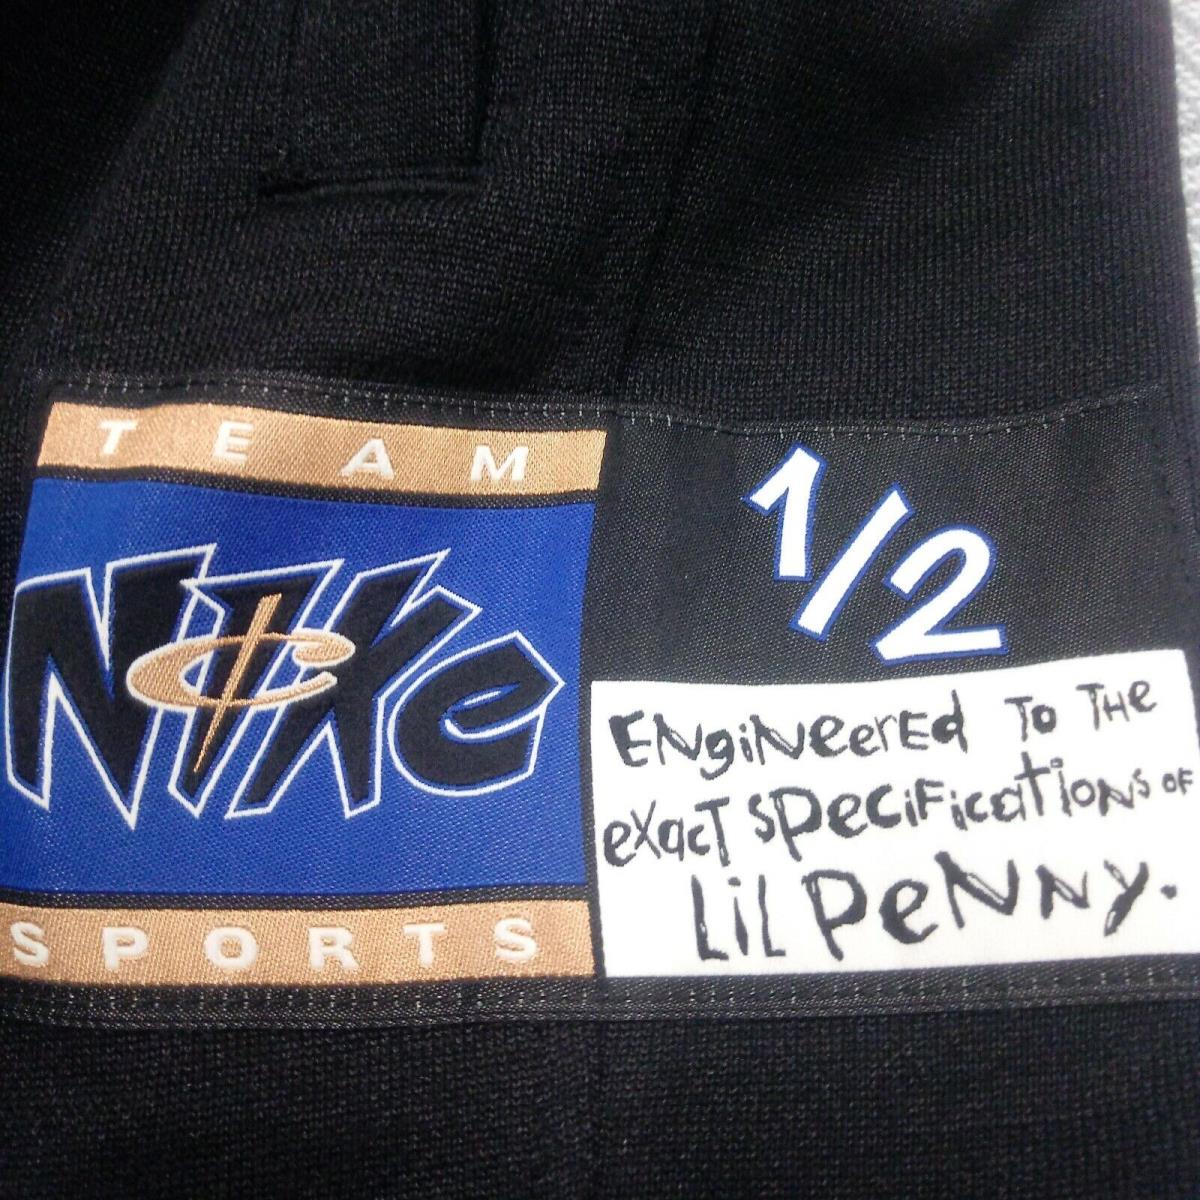 TEAM
NIKe
SPORTS
1/2
ENgiNeerEd To THe
exacT specificaTioNs oF
LiL PeNNy.